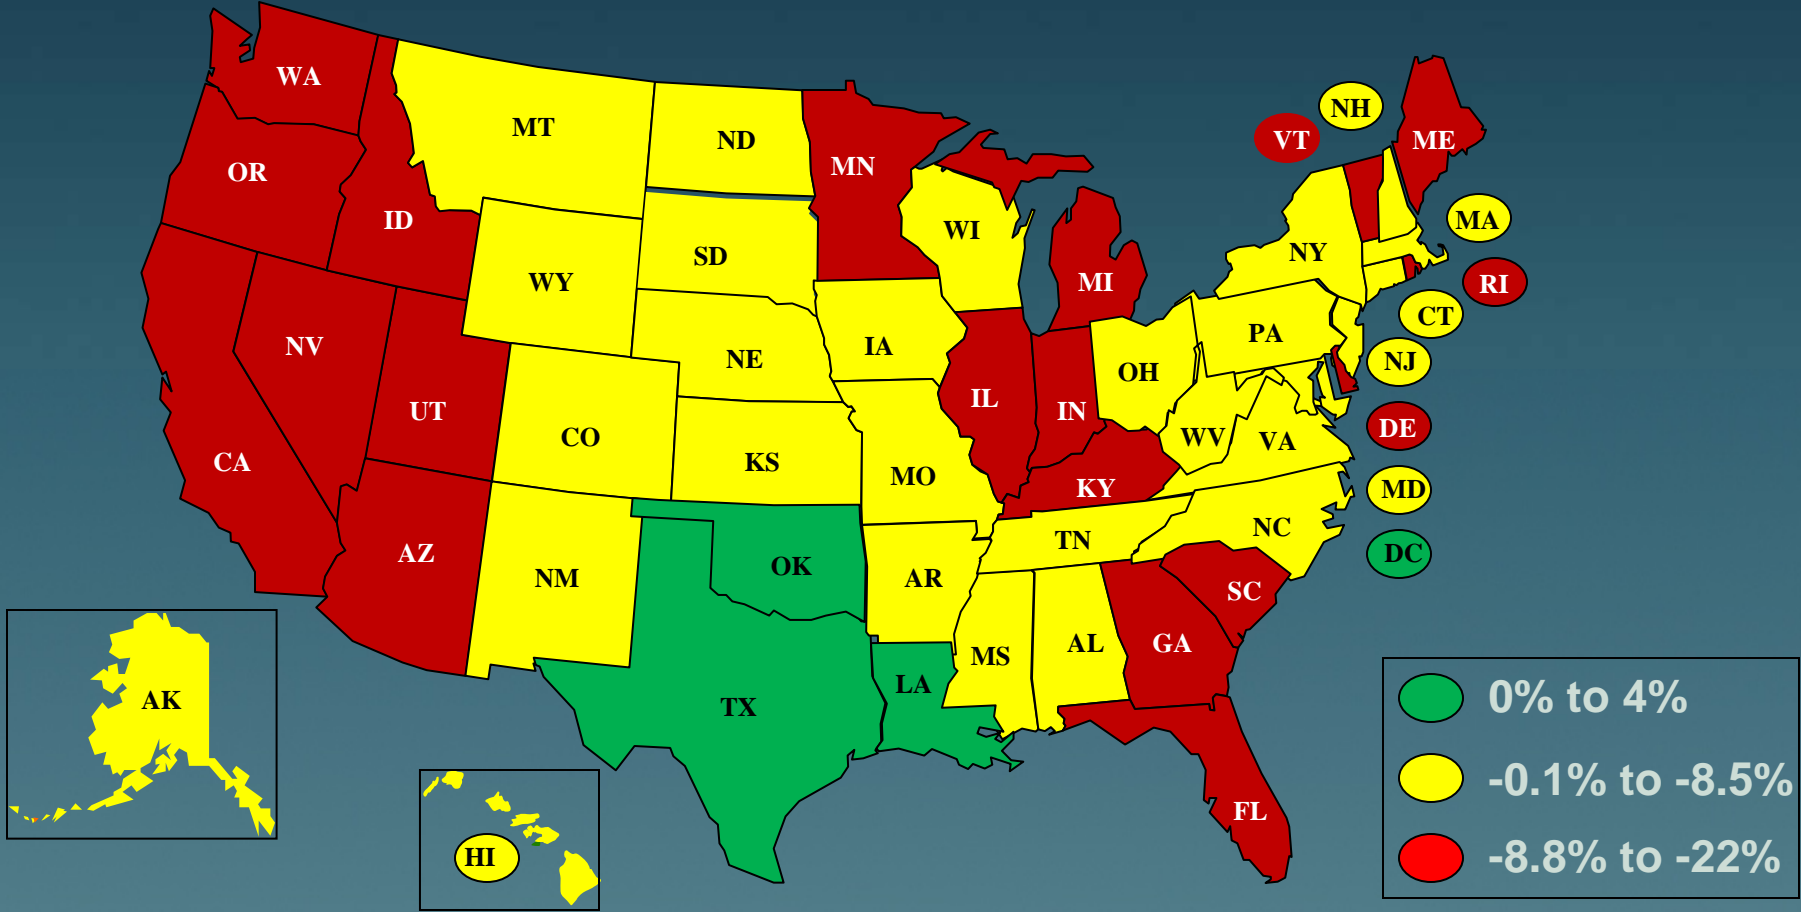 WA
NH
MT
VT
ND
ME
MN
OR
ID
MA
WI
NY
SD
WY
MI
RI
CT
PA
NV
IA
NE
NJ
OH
IL
UT
IN
DE
CO
WV
VA
CA
KS
MO
KY
MD
NC
TN
AZ
DC
OK
NM
AR
SC
GA
AL
MS
LA
AK
TX
0% to 4%
-0.1% to -8.5%
FL
HI
-8.8% to -22%